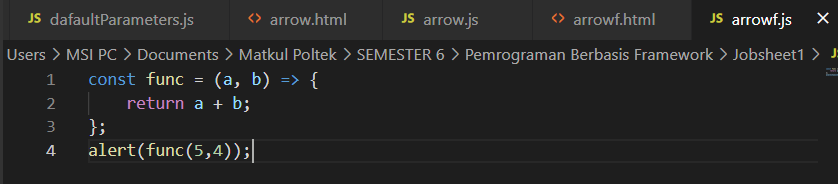 JS dafaultParameters.js <> arrow.html JS arrow.js <> arrowf.html JS arrowf.js
Users > MSI PC > Documents > Matkul Poltek > SEMESTER 6 > Pemrograman Berbasis Framework > Jobsheet1 > JS
1 const func = (a, b) => {
2 return a + b;
3 };
4 alert(func(5,4));